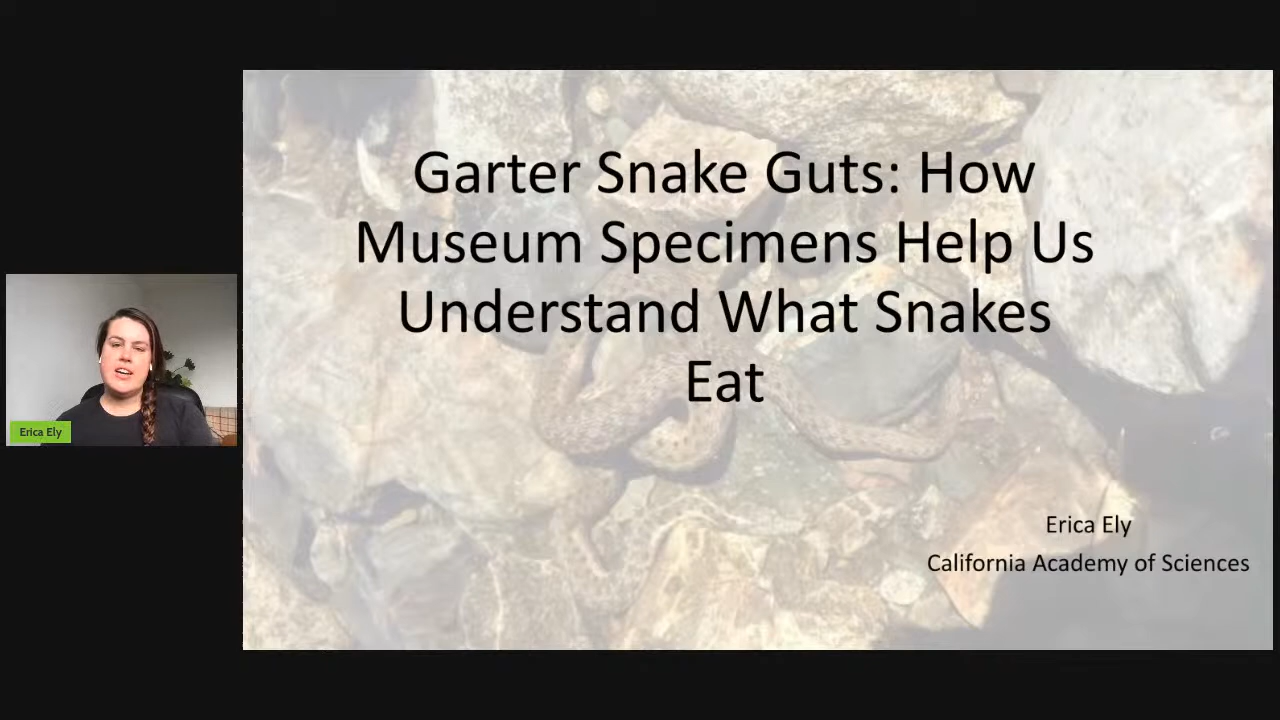 Garter Snake Guts: How
Museum Specimens Help Us
Understand What Snakes
Eat
Erica Ely
Erica Ely
California Academy of Sciences